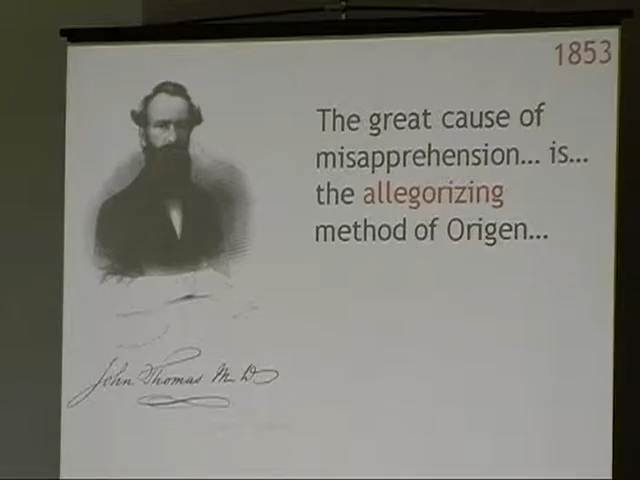 1853
The great cause of
misapprehension... is...
the allegorizing
method of Origen...
John Thomas M.D